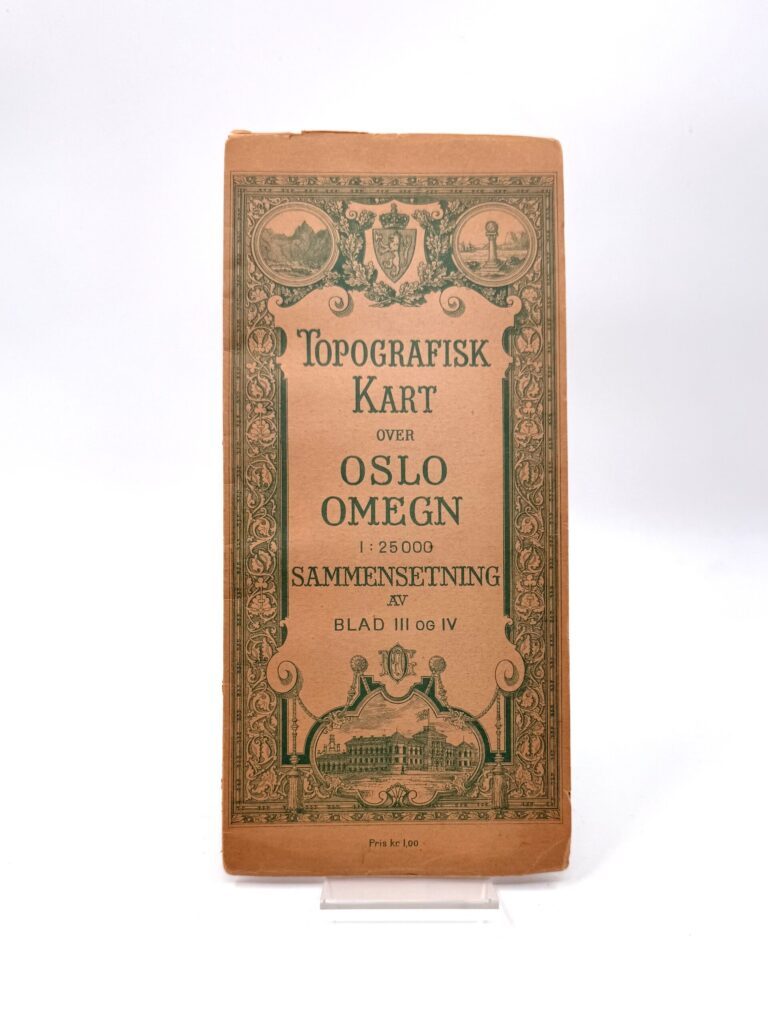 TOPOGRAFISK
KART
OVER
OSLO
OMEGN
1:25000
SAMMENSETNING
AV
BLAD III OG IV
Pris kr 1,00